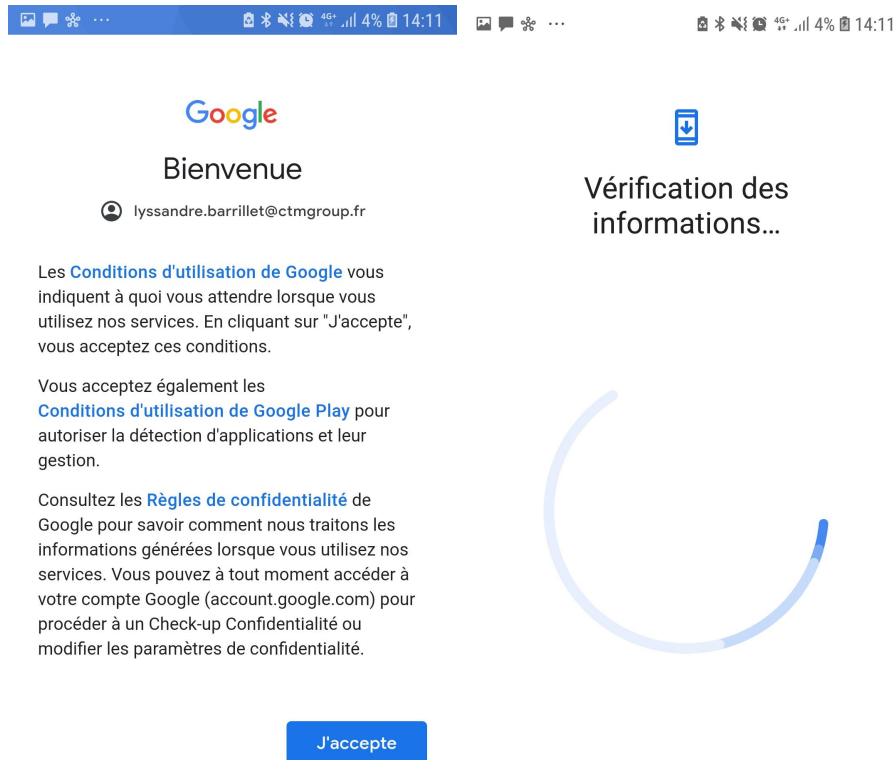 4G+ 4% 14:11
Google
Bienvenue
lyssandre.barrillet@ctmgroup.fr
Les Conditions d'utilisation de Google vous
indiquent à quoi vous attendre lorsque vous
utilisez nos services. En cliquant sur "J'accepte",
vous acceptez ces conditions.
Vous acceptez également les
Conditions d'utilisation de Google Play pour
autoriser la détection d'applications et leur
gestion.
Consultez les Règles de confidentialité de
Google pour savoir comment nous traitons les
informations générées lorsque vous utilisez nos
services. Vous pouvez à tout moment accéder à
votre compte Google (account.google.com) pour
procéder à un Check-up Confidentialité ou
modifier les paramètres de confidentialité.
J'accepte
4G+ 4% 14:11
Vérification des
informations…